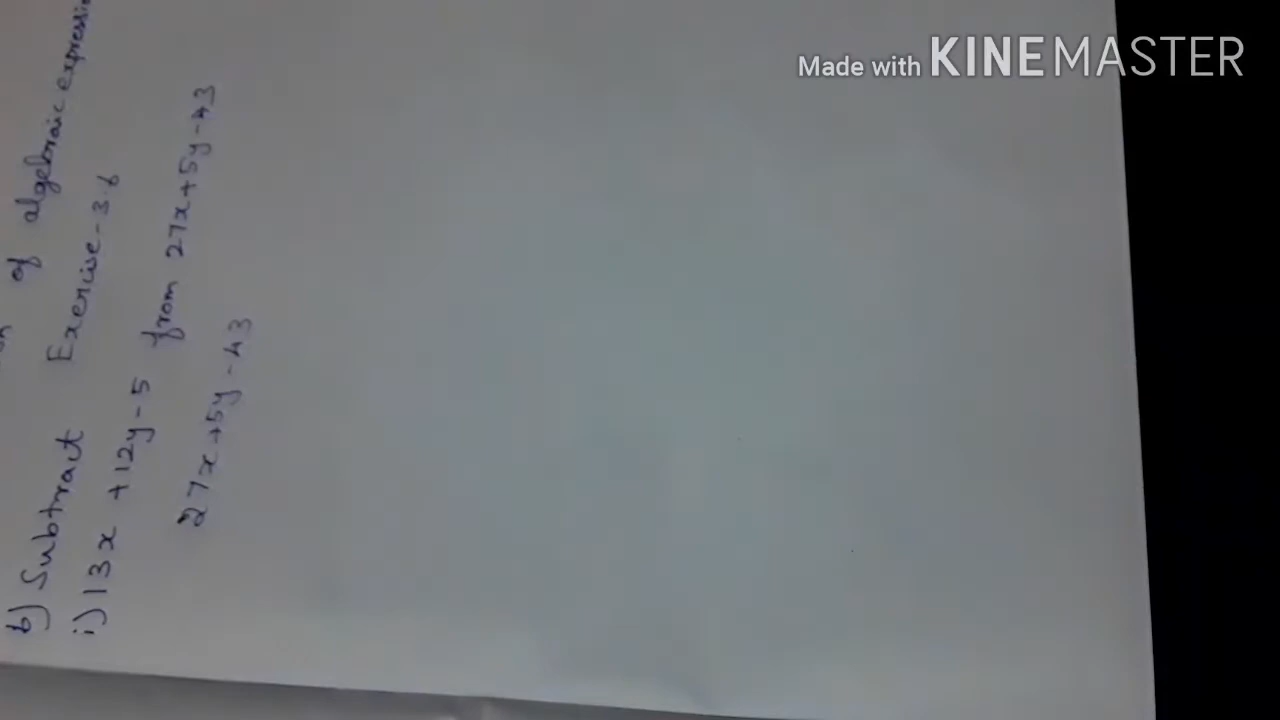 of algebraic
Exercise-3.6
b) Subtract
i) 13x +12y-5 from 27x+5y-43
27x+5y-43
Made with KINEMASTER